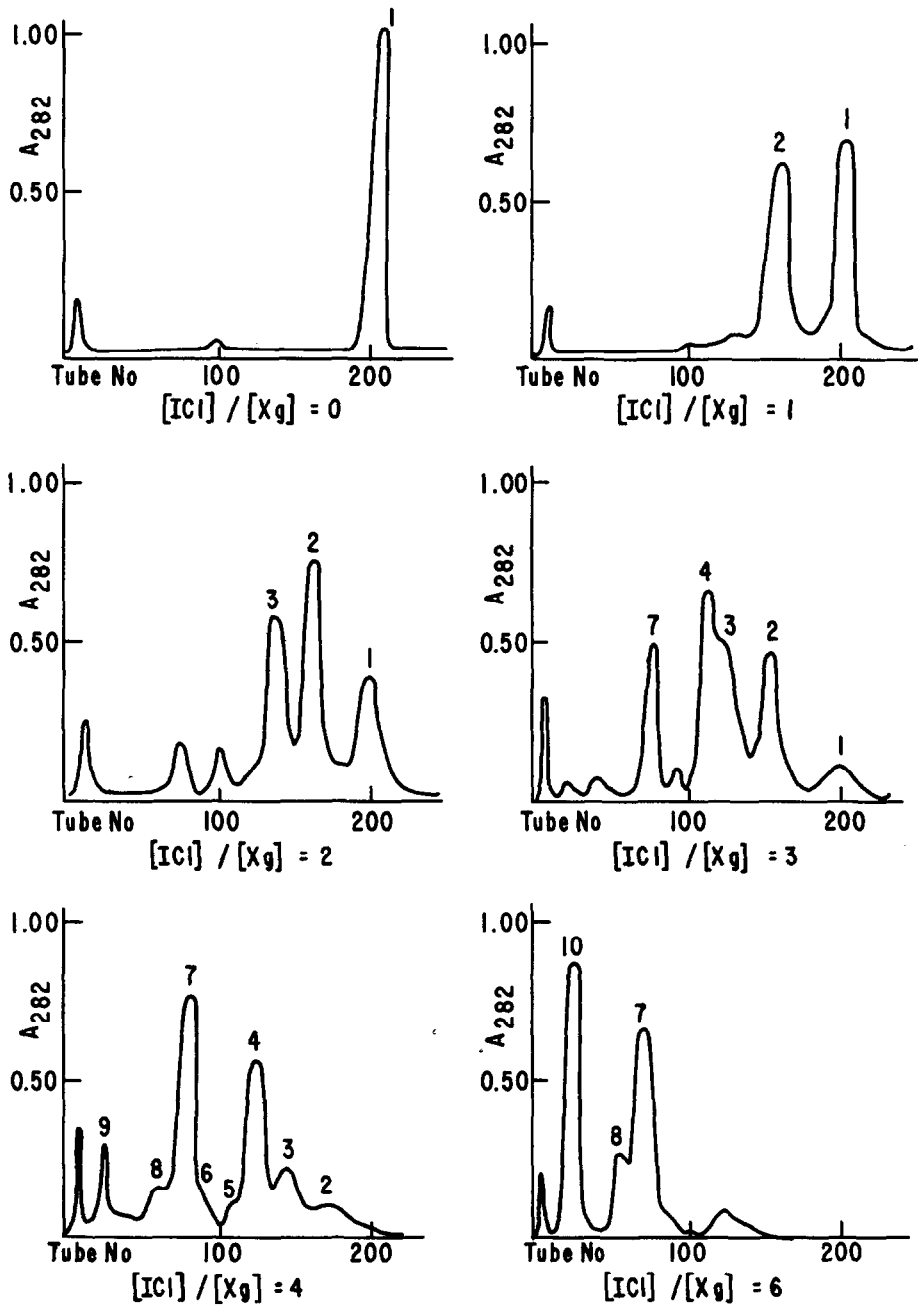 1.00
A282
0.50
1
Tube No 100 200
[ICl] / [Xg] = 0
1.00
A282
0.50
2
1
Tube No 100 200
[ICl] / [Xg] = 1
1.00
A282
0.50
3
2
1
Tube No 100 200
[ICl] / [Xg] = 2
1.00
A282
0.50
7
4
3
2
1
Tube No 100 200
[ICl] / [Xg] = 3
1.00
A282
0.50
9
8
7
6
5
4
3
2
Tube No 100 200
[ICl] / [Xg] = 4
1.00
A282
0.50
10
8
7
Tube No 100 200
[ICl] / [Xg] = 6